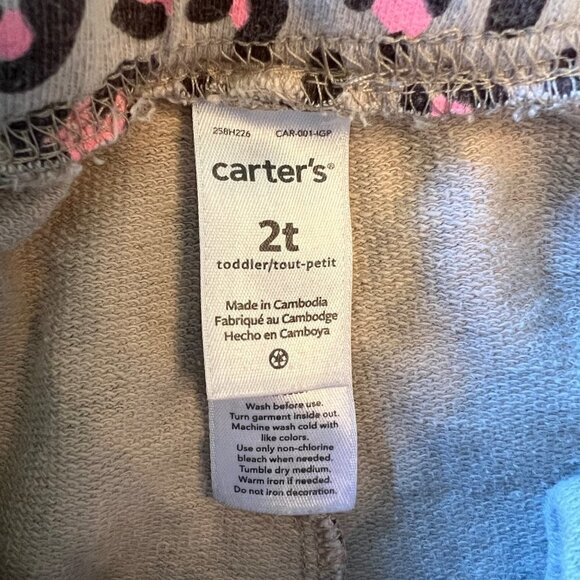 258H226 CAR-001-IGP
carter's®
2t
toddler/tout-petit
Made in Cambodia
Fabriqué au Cambodge
Hecho en Camboya
Wash before use.
Turn garment inside out.
Machine wash cold with
like colors.
Use only non-chlorine
bleach when needed.
Tumble dry medium.
Warm iron if needed.
Do not iron decoration.